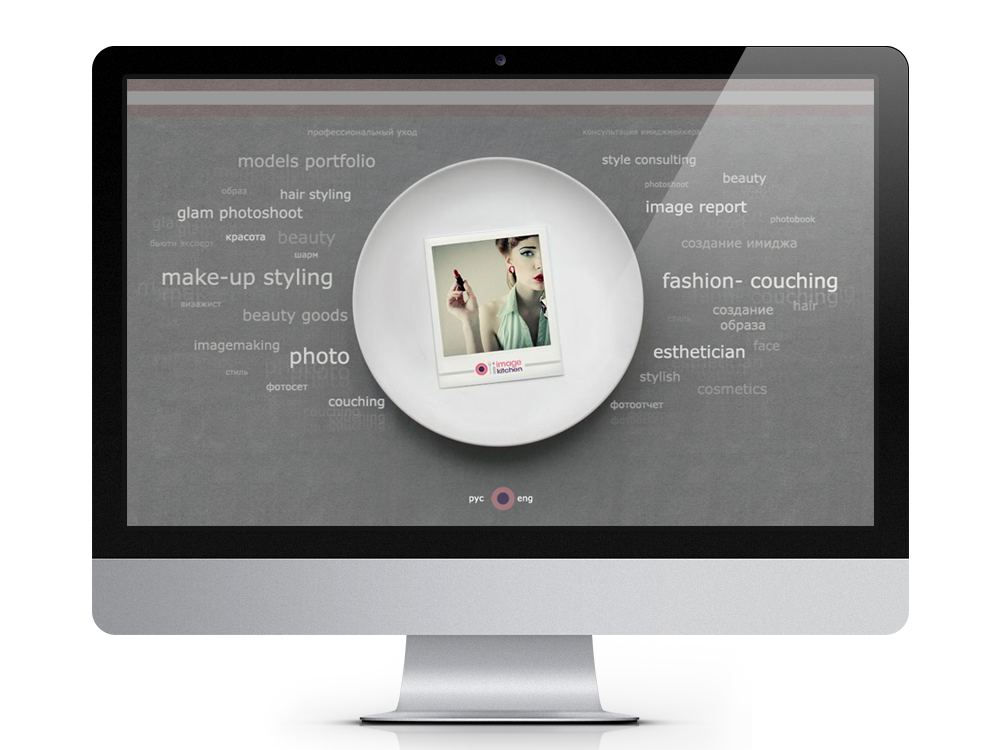 профессиональный уход
консультация имиджмейкера
models portfolio
style consulting
beauty
photoshoot
образ
hair styling
image report
glam photoshoot
photobook
красота
beauty
бьюти эксперт
создание имиджа
шарм
make-up styling
fashion- couching
couching
визажист
hair
beauty goods
создание
образа
стиль
imagemaking
photo
esthetician
face
стиль
stylish
фотосет
cosmetics
couching
фотоотчет
image
kitchen
рус
eng